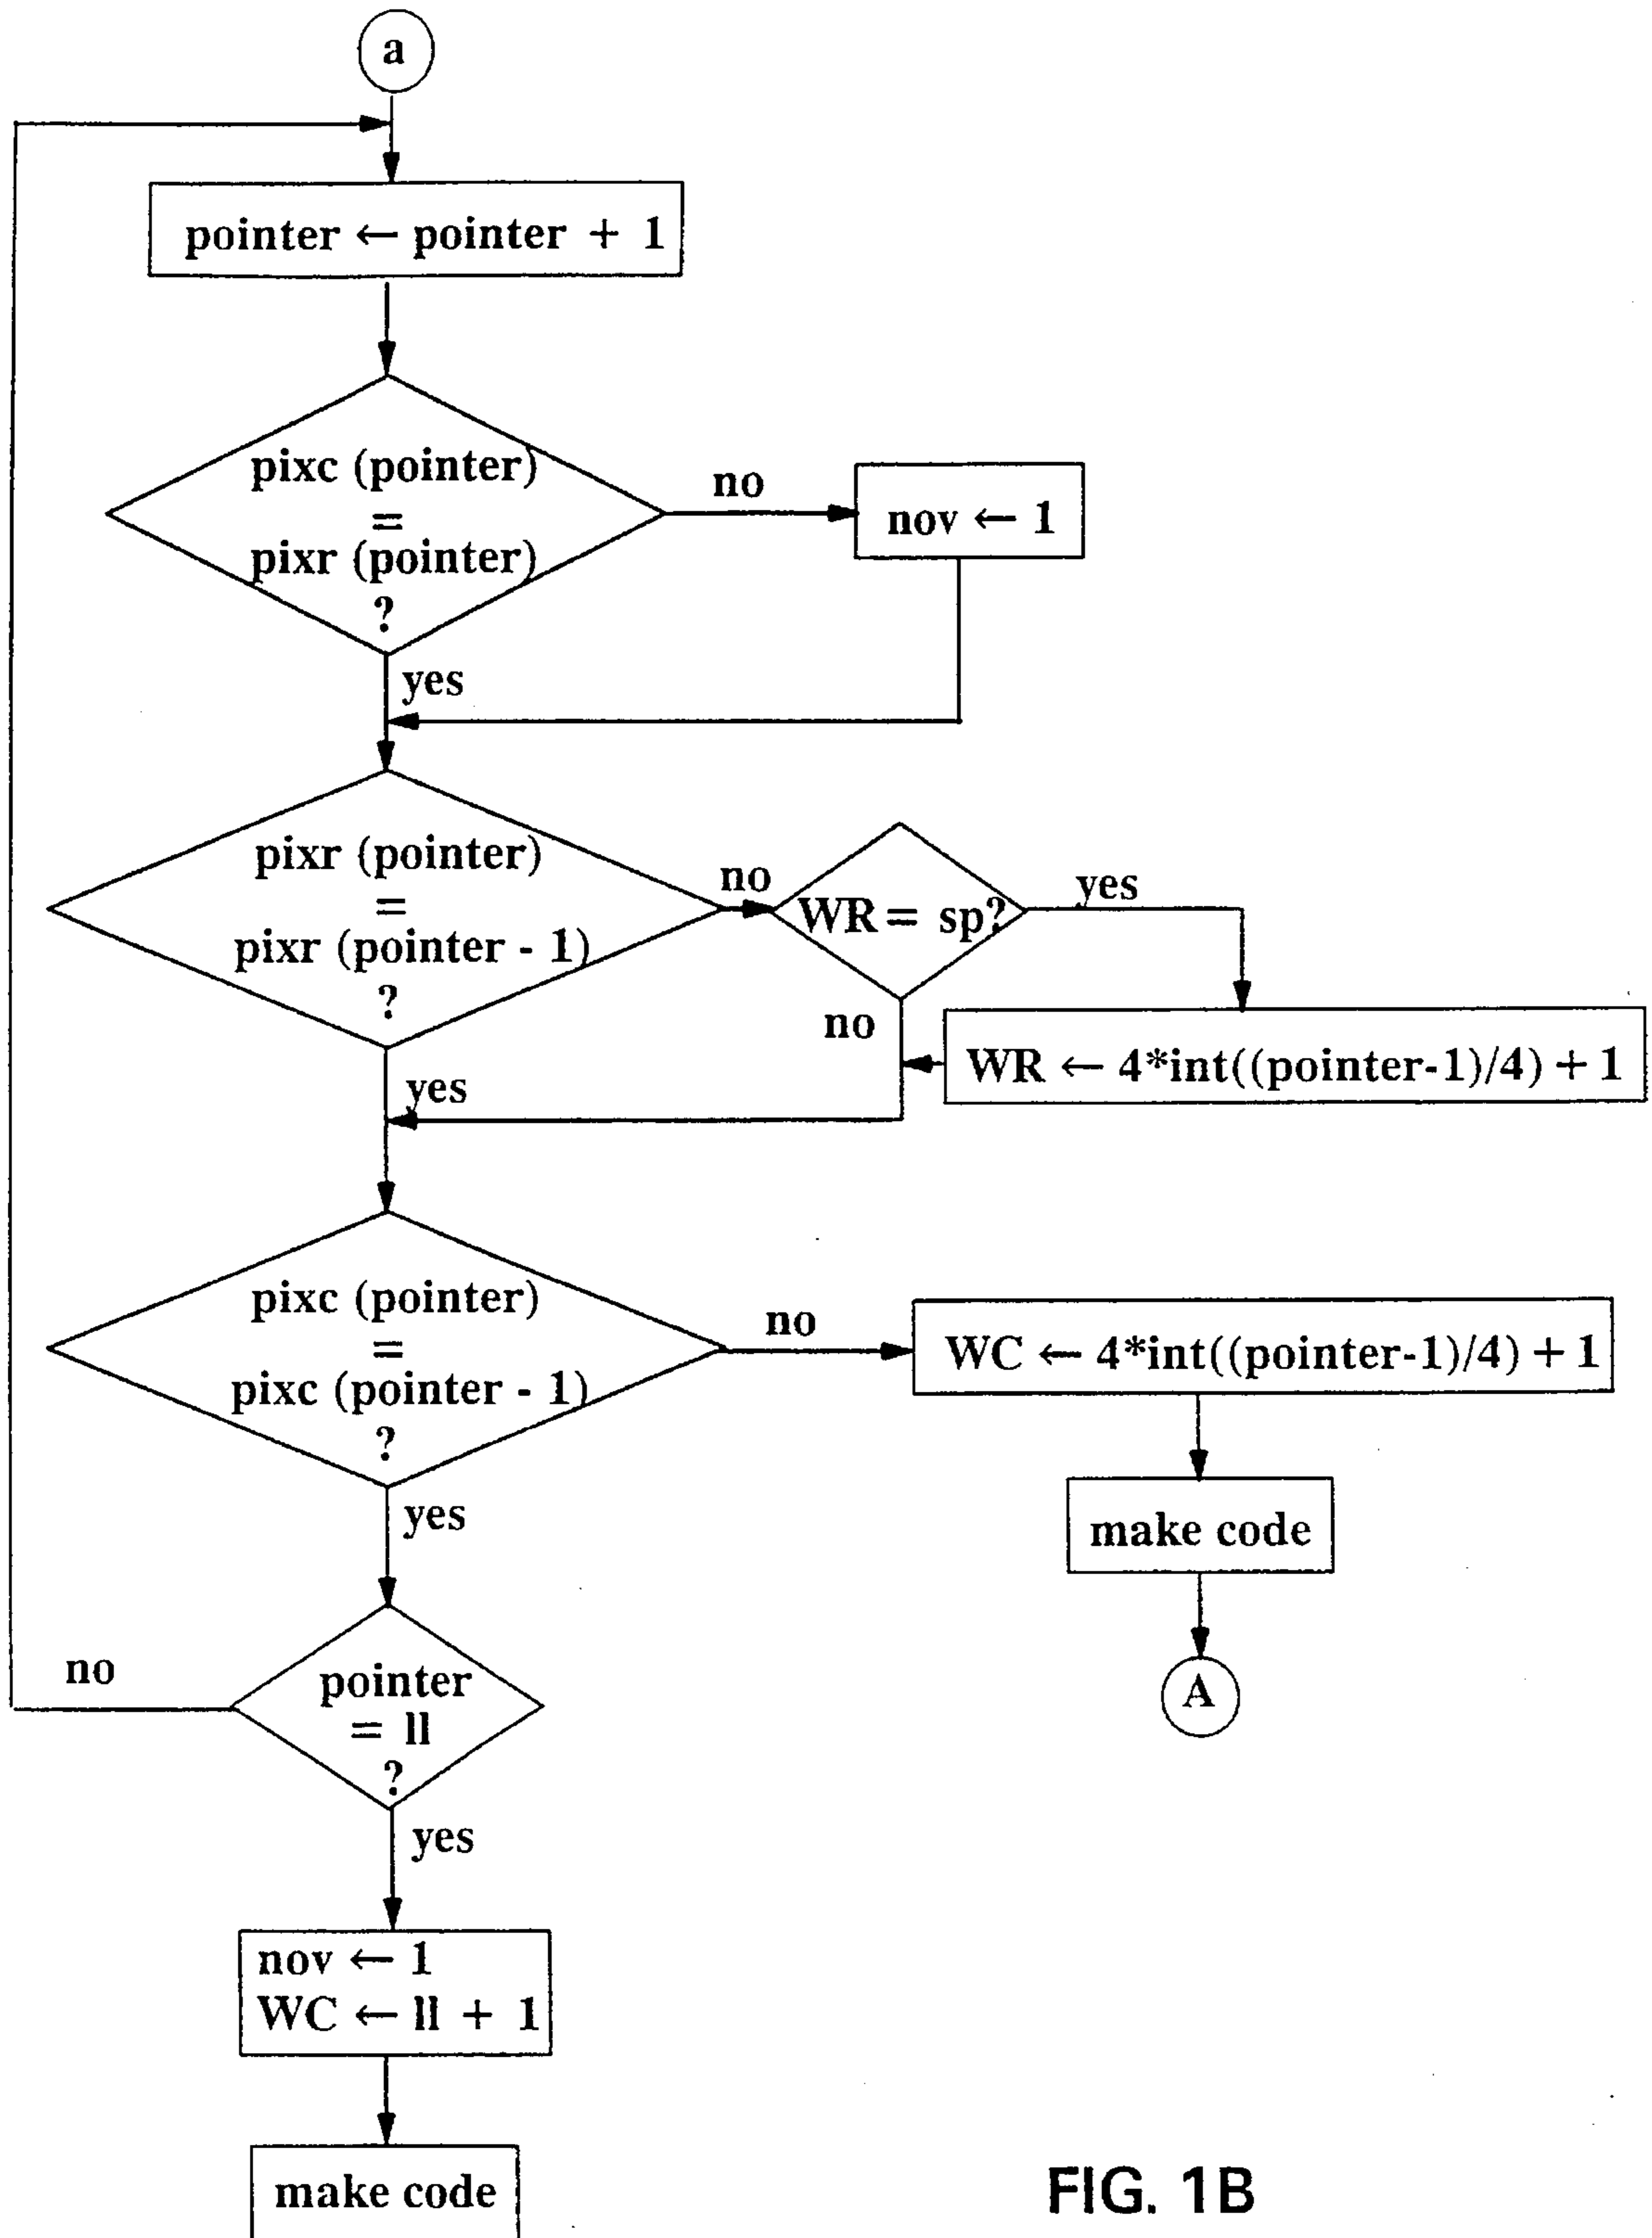 a
pointer ← pointer + 1
pixc (pointer)
=
pixr (pointer)
?
no
nov ← 1
yes
pixr (pointer)
=
pixr (pointer - 1)
?
no
WR = sp?
yes
no
WR ← 4*int((pointer-1)/4) + 1
yes
pixc (pointer)
=
pixc (pointer - 1)
?
no
WC ← 4*int((pointer-1)/4) + 1
make code
A
yes
pointer
= ll
?
no
yes
nov ← 1
WC ← ll + 1
make code
FIG. 1B